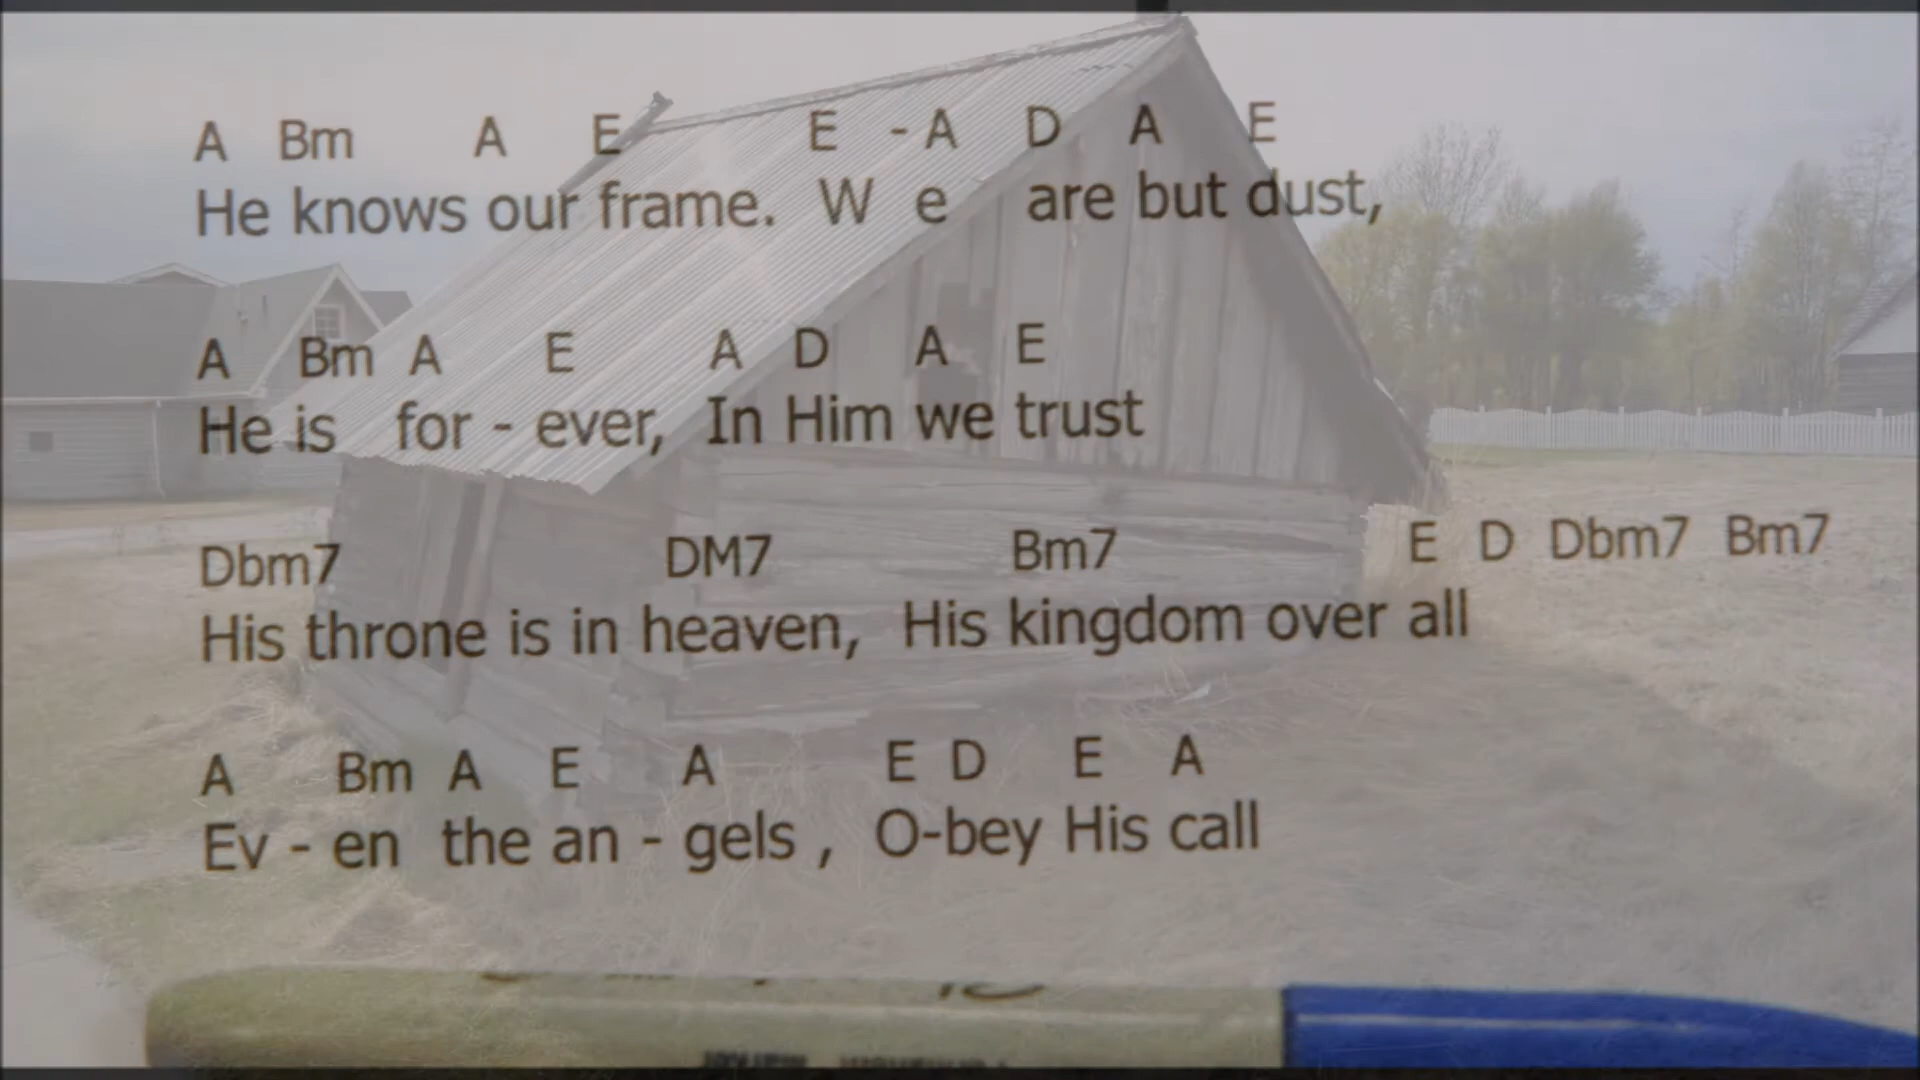 A Bm A E E - A D A E
He knows our frame. W e are but dust,
A Bm A E A D A E
He is for - ever, In Him we trust
Dbm7 DM7 Bm7 E D Dbm7 Bm7
His throne is in heaven, His kingdom over all
A Bm A E A E D E A
Ev - en the an - gels , O-bey His call